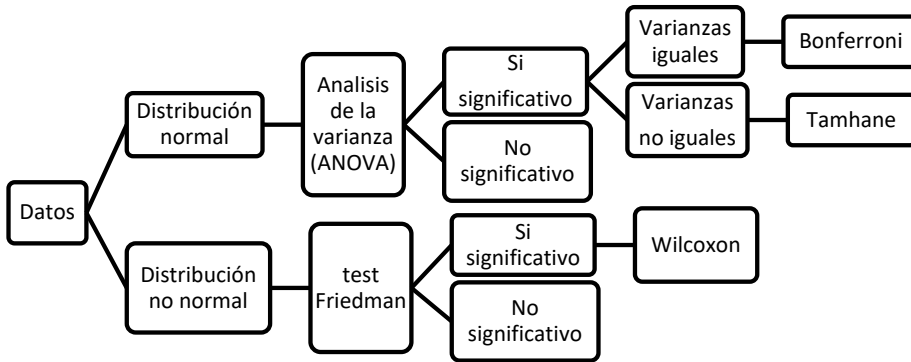 Datos
Distribución
normal
Analisis
de la
varianza
(ANOVA)
Si
significativo
Varianzas
iguales
Bonferroni
Varianzas
no iguales
Tamhane
No
significativo
Distribución
no normal
test
Friedman
Si
significativo
Wilcoxon
No
significativo